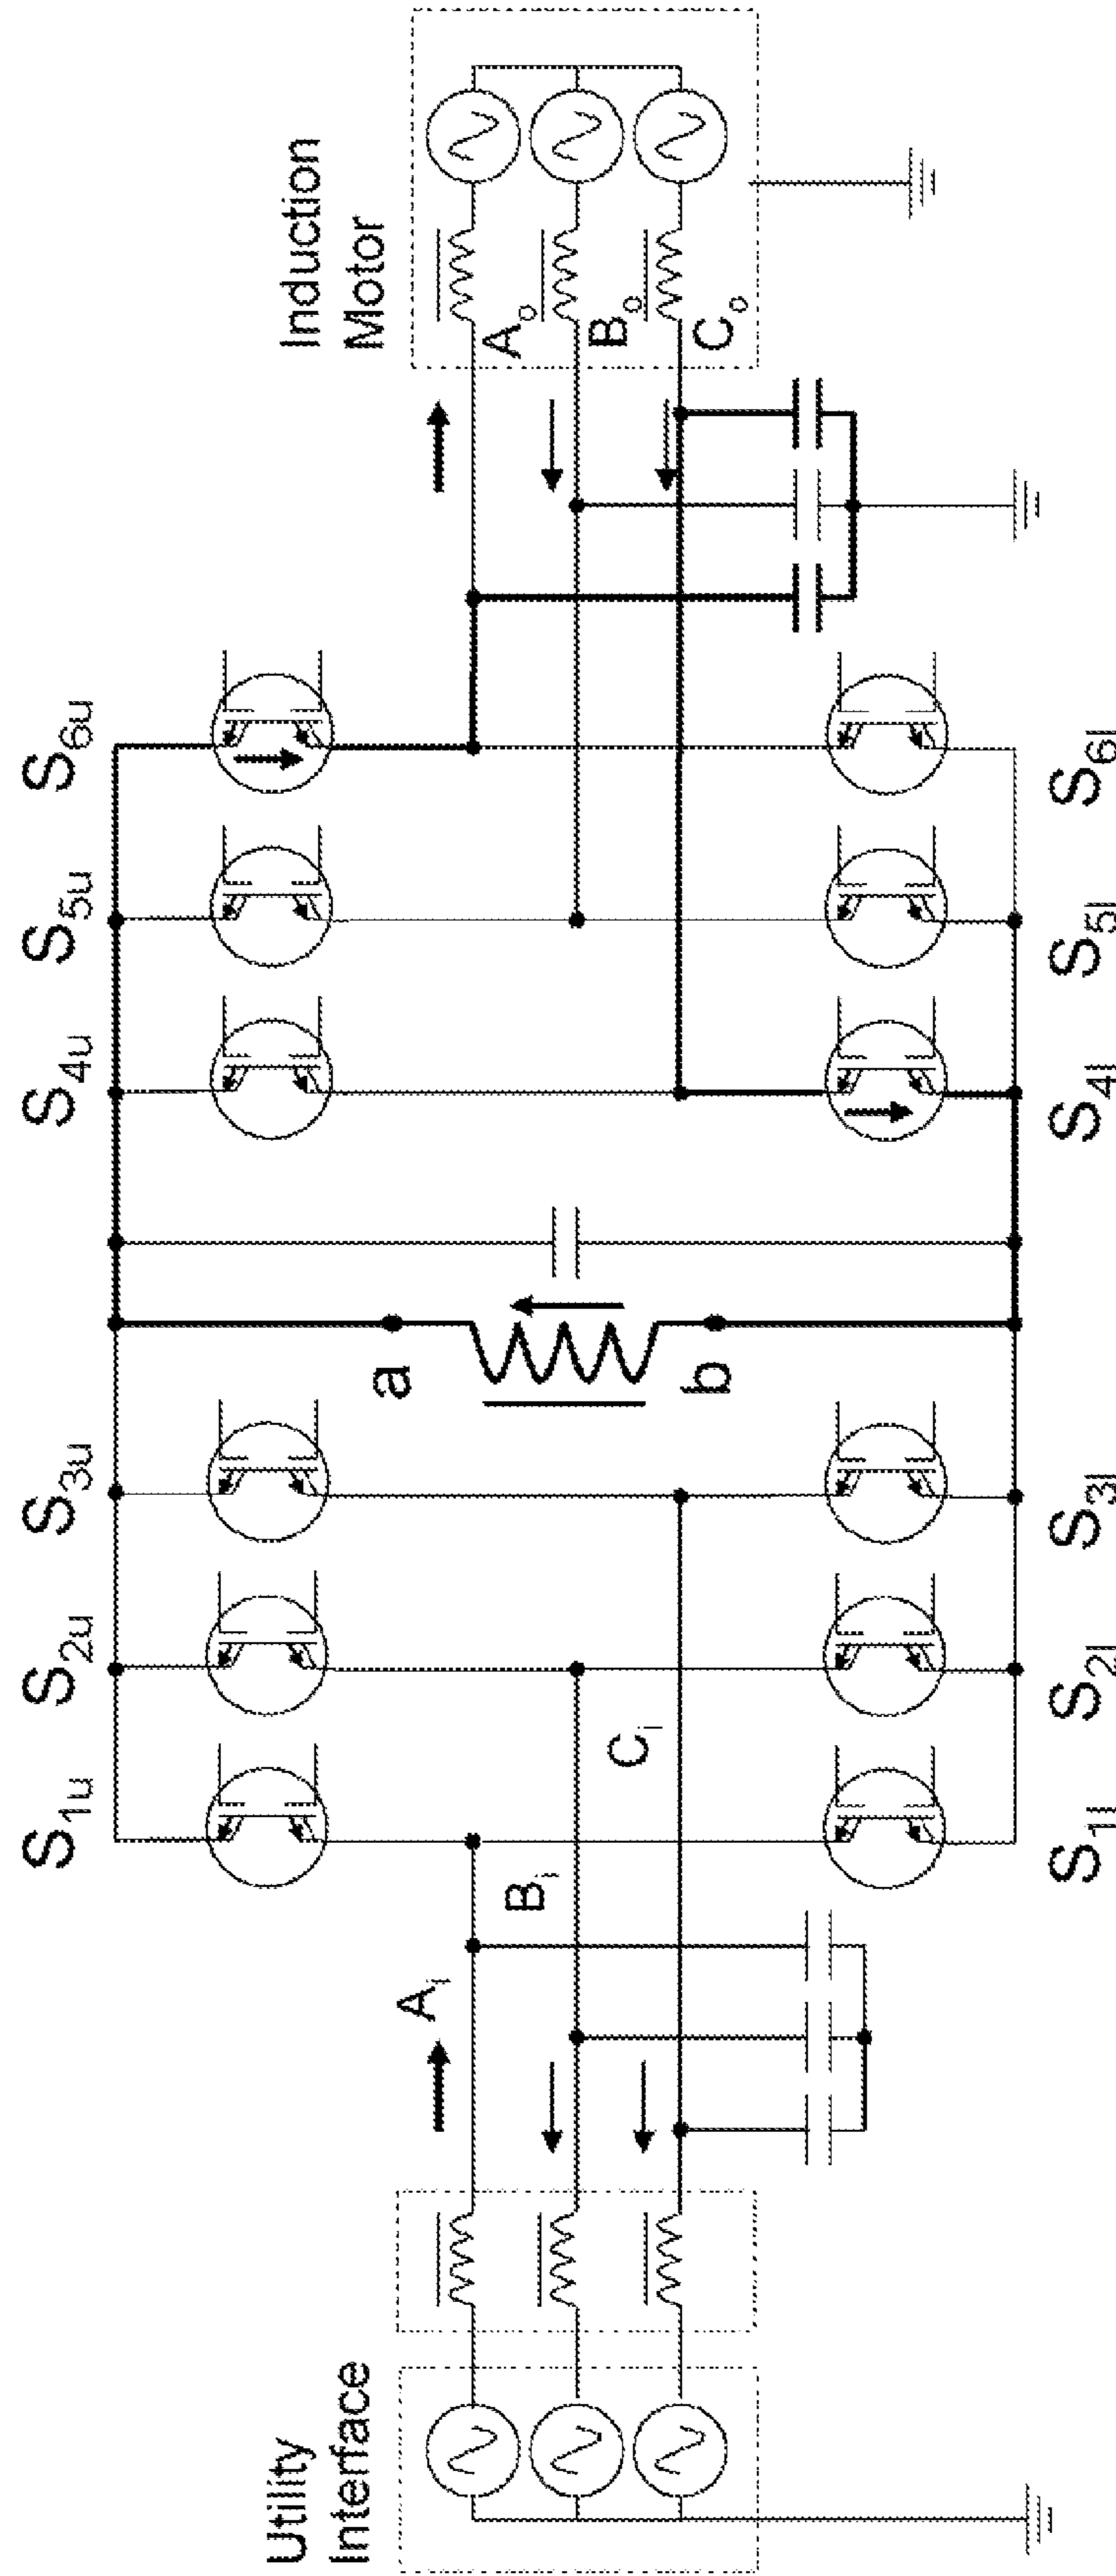 Utility
Interface
Induction
Motor
S1u
S2u
S3u
S4u
S5u
S6u
Ai
Bi
Ci
a
b
Ao
Bo
Co
S1l
S2l
S3l
S4l
S5l
S6l